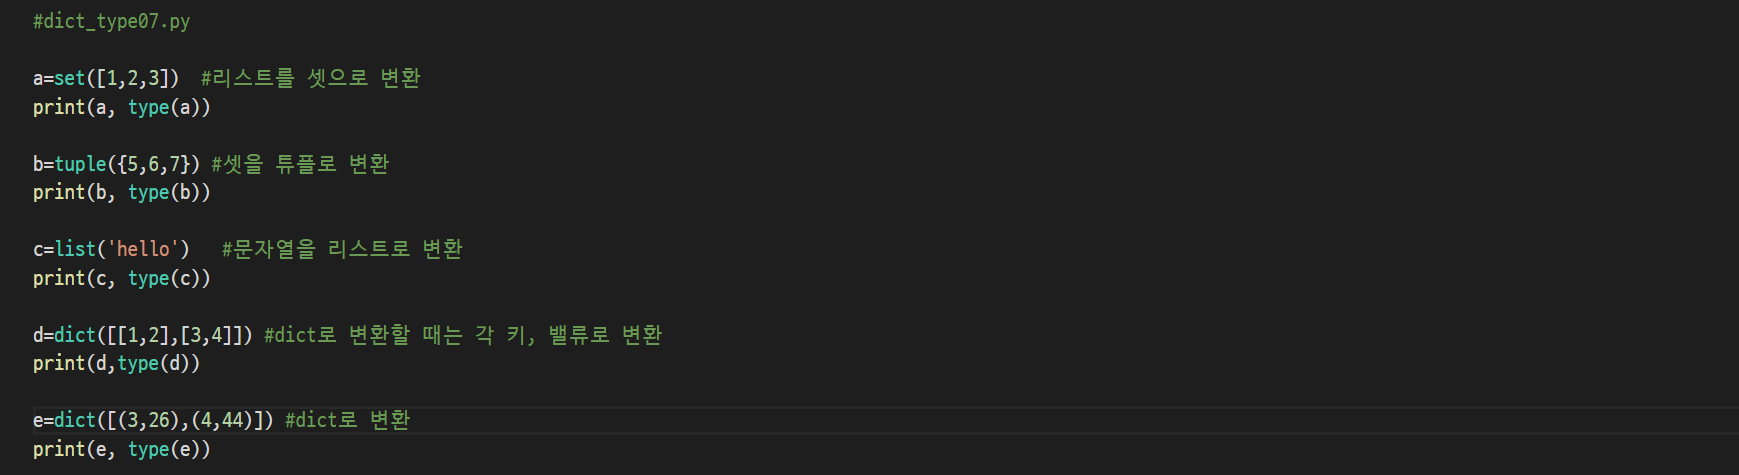 #dict_type07.py
a=set([1,2,3])  #리스트를 셋으로 변환
print(a, type(a))
b=tuple({5,6,7}) #셋을 튜플로 변환
print(b, type(b))
c=list('hello')   #문자열을 리스트로 변환
print(c, type(c))
d=dict([[1,2],[3,4]]) #dict로 변환할 때는 각 키, 밸류로 변환
print(d,type(d))
e=dict([(3,26),(4,44)]) #dict로 변환
print(e, type(e))